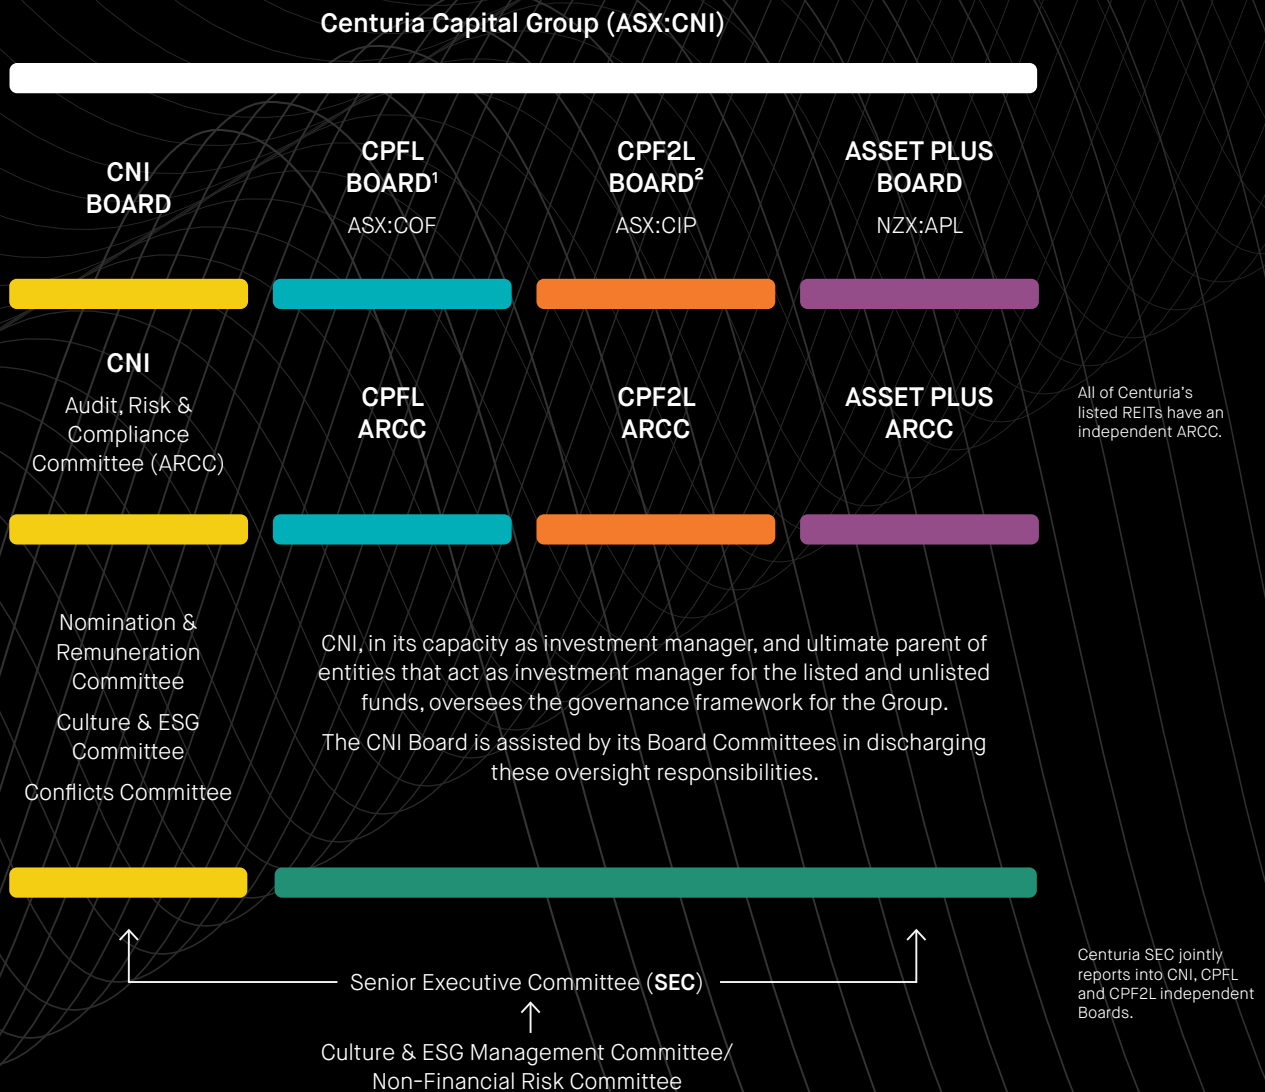 Centuria Capital Group (ASX:CNI)
CNI
BOARD
CPFL
BOARD¹
ASX:COF
CPF2L
BOARD²
ASX:CIP
ASSET PLUS
BOARD
NZX:APL
CNI
Audit, Risk &
Compliance
Committee (ARCC)
CPFL
ARCC
CPF2L
ARCC
ASSET PLUS
ARCC
All of Centuria's
listed REITs have an
independent ARCC.
Nomination &
Remuneration
Committee
Culture & ESG
Committee
Conflicts Committee
CNI, in its capacity as investment manager, and ultimate parent of
entities that act as investment manager for the listed and unlisted
funds, oversees the governance framework for the Group.
The CNI Board is assisted by its Board Committees in discharging
these oversight responsibilities.
Senior Executive Committee (SEC)
Centuria SEC jointly
reports into CNI, CPFL
and CPF2L independent
Boards.
Culture & ESG Management Committee/
Non-Financial Risk Committee